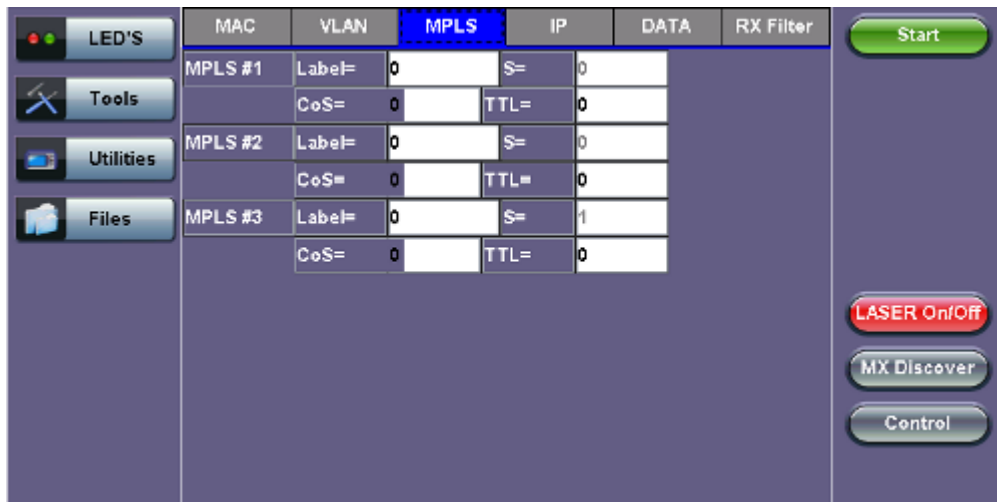 LED'S
Tools
Utilities
Files
MAC VLAN MPLS IP DATA RX Filter
MPLS #1 Label= 0 S= 0
CoS= 0 TTL= 0
MPLS #2 Label= 0 S= 0
CoS= 0 TTL= 0
MPLS #3 Label= 0 S= 1
CoS= 0 TTL= 0
Start
LASER On/Off
MX Discover
Control